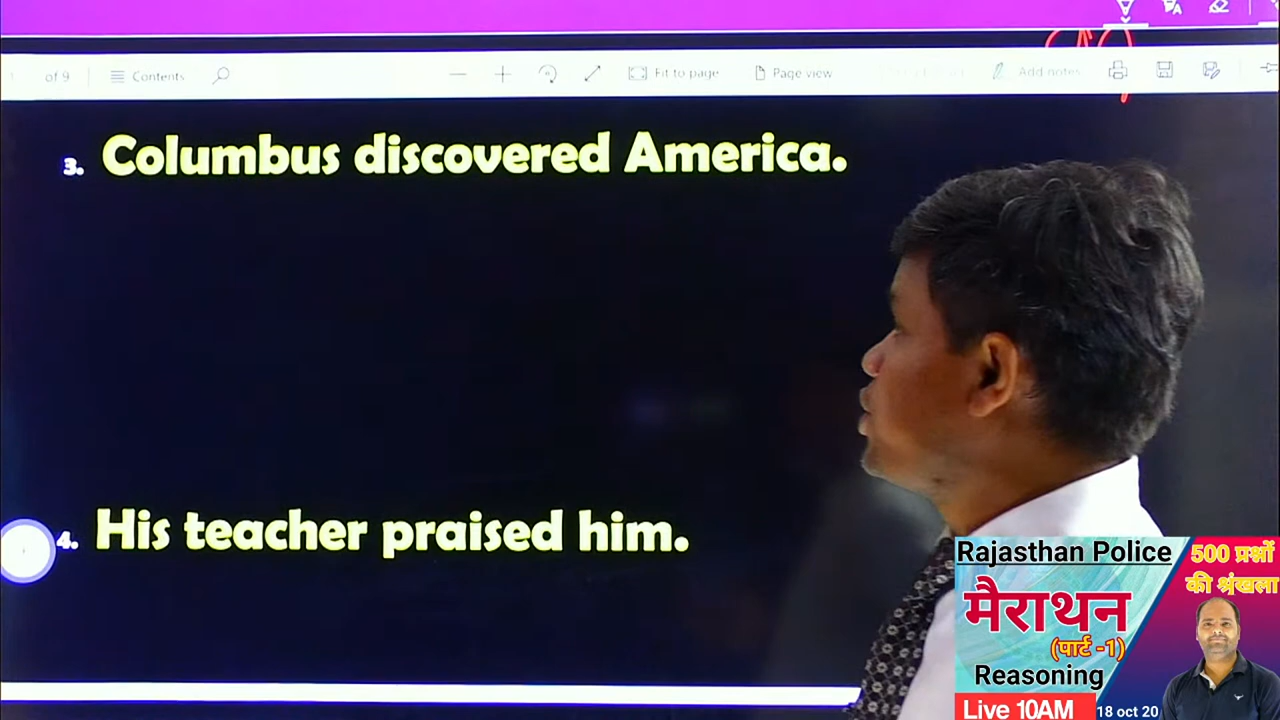 of 9 Contents Fit to page Page view Add notes
3. Columbus discovered America.
4. His teacher praised him.
Rajasthan Police
मैराथन
(पार्ट -1)
Reasoning
Live 10AM
18 oct 20
500 प्रश्नों
की श्रृंखला